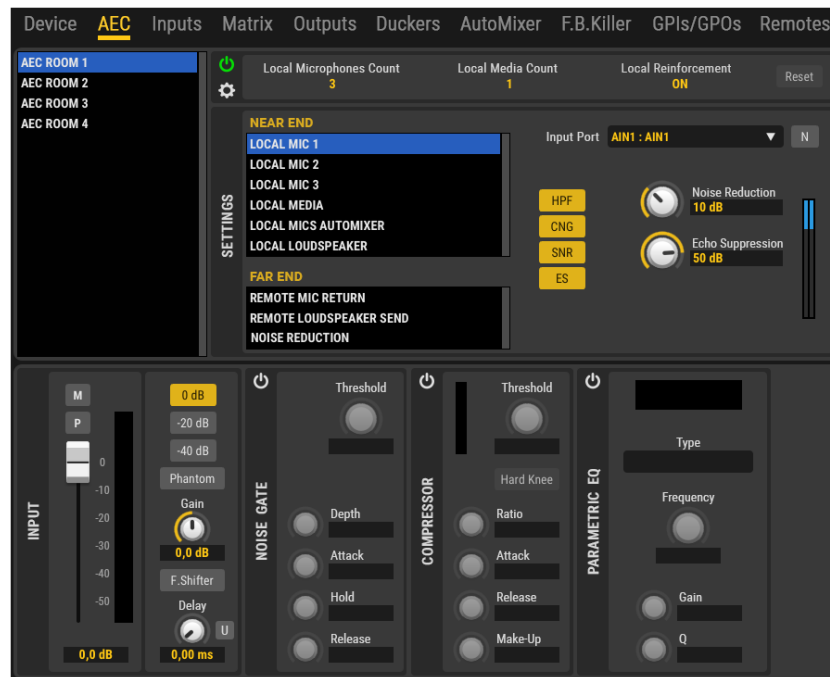 Device AEC Inputs Matrix Outputs Duckers AutoMixer F.B.Killer GPIs/GPOs Remotes
AEC ROOM 1
AEC ROOM 2
AEC ROOM 3
AEC ROOM 4
Local Microphones Count
3
Local Media Count
1
Local Reinforcement
ON
Reset
SETTINGS
NEAR END
LOCAL MIC 1
LOCAL MIC 2
LOCAL MIC 3
LOCAL MEDIA
LOCAL MICS AUTOMIXER
LOCAL LOUDSPEAKER
FAR END
REMOTE MIC RETURN
REMOTE LOUDSPEAKER SEND
NOISE REDUCTION
Input Port AIN1 : AIN1 N
HPF
CNG
SNR
ES
Noise Reduction
10 dB
Echo Suppression
50 dB
INPUT
M
P
0
-10
-20
-30
-40
-50
0,0 dB
0 dB
-20 dB
-40 dB
Phantom
Gain
0,0 dB
F.Shifter
Delay
U
0,00 ms
NOISE GATE
Threshold
Depth
Attack
Hold
Release
COMPRESSOR
Threshold
Hard Knee
Ratio
Attack
Release
Make-Up
PARAMETRIC EQ
Type
Frequency
Gain
Q